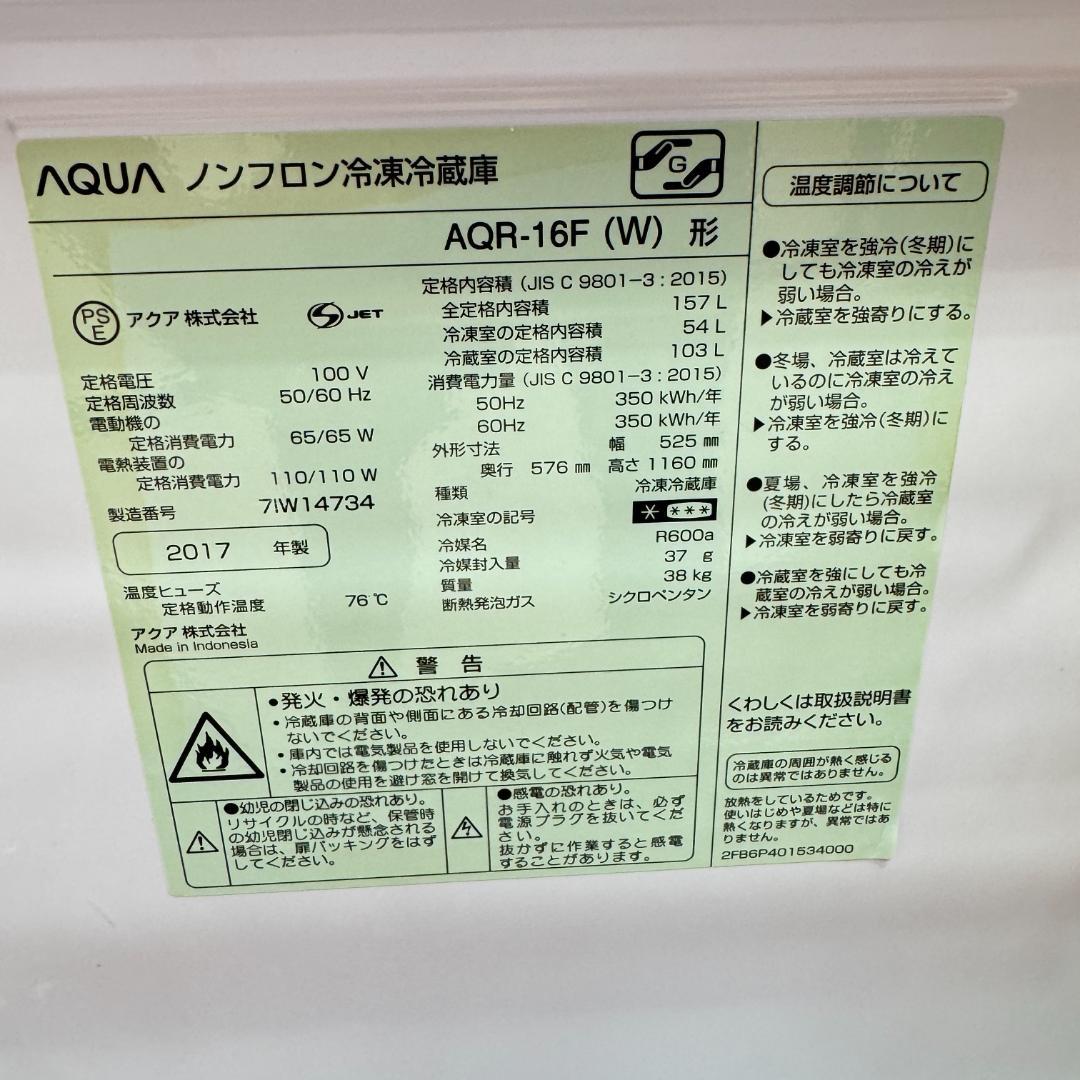 AQUA ノンフロン冷凍冷蔵庫
G
AQR-16F (W) 形
PS
E
アクア 株式会社
JET
定格電圧 100 V
定格周波数 50/60 Hz
電動機の
定格消費電力 65/65 W
電熱装置の
定格消費電力 110/110 W
製造番号 7IW14734
2017 年製
温度ヒューズ
定格動作温度 76℃
アクア 株式会社
Made in Indonesia
定格内容積 (JIS C 9801-3 : 2015)
全定格内容積 157 L
冷凍室の定格内容積 54 L
冷蔵室の定格内容積 103 L
消費電力量 (JIS C 9801-3 : 2015)
50Hz 350 kWh/年
60Hz 350 kWh/年
外形寸法 幅 525 mm
奥行 576 mm 高さ 1160 mm
種類 冷凍冷蔵庫
冷凍室の記号 * ***
冷媒名 R600a
冷媒封入量 37 g
質量 38 kg
断熱発泡ガス シクロペンタン
警 告
●発火・爆発の恐れあり
・冷蔵庫の背面や側面にある冷却回路(配管)を傷つけ
ないでください。
・庫内では電気製品を使用しないでください。
・冷却回路を傷つけたときは冷蔵庫に触れず火気や電気
製品の使用を避け窓を開けて換気してください。
●幼児の閉じ込みの恐れあり。
リサイクルの時など、保管時
の幼児閉じ込みが懸念される
場合は、扉パッキングをはず
してください。
●感電の恐れあり。
お手入れのときは、必ず
電源プラグを抜いてくだ
さい。
抜かずに作業すると感電
することがあります。
温度調節について
●冷凍室を強冷(冬期)に
しても冷凍室の冷えが
弱い場合。
▶冷蔵室を強寄りにする。
●冬場、冷蔵室は冷えて
いるのに冷凍室の冷え
が弱い場合。
▶冷凍室を強冷(冬期)に
する。
●夏場、冷凍室を強冷
(冬期)にしたら冷蔵室
の冷えが弱い場合。
▶冷凍室を弱寄りに戻す。
●冷蔵室を強にしても冷
蔵室の冷えが弱い場合。
▶冷凍室を弱寄りに戻す。
くわしくは取扱説明書
をお読みください。
冷蔵庫の周囲が熱く感じる
のは異常ではありません。
放熱をしているためです。
使いはじめや夏場などは特に
熱くなりますが、異常ではあ
りません。
2FB6P401534000